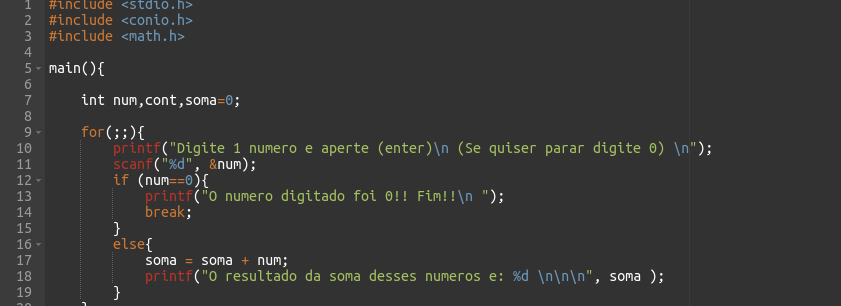 1 #include <stdio.h>
2 #include <conio.h>
3 #include <math.h>
4
5 main(){
6
7     int num,cont,soma=0;
8
9     for(;;){
10         printf("Digite 1 numero e aperte (enter)\n (Se quiser parar digite 0) \n");
11         scanf("%d", &num);
12         if (num==0){
13             printf("O numero digitado foi 0!! Fim!!\n ");
14             break;
15         }
16         else{
17             soma = soma + num;
18             printf("O resultado da soma desses numeros e: %d \n\n\n", soma );
19         }
20     }